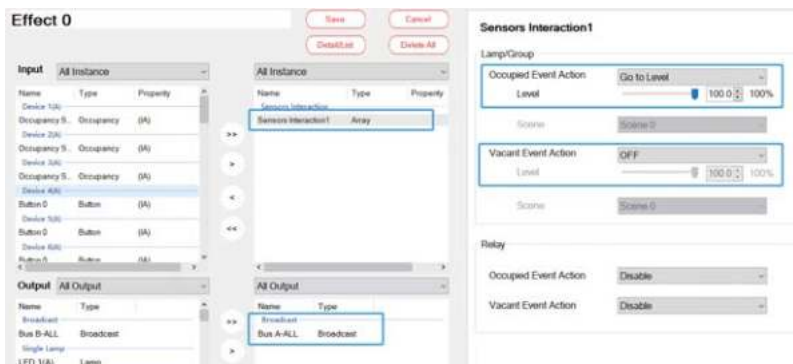 Effect 0
Save
Cancel
Detail/List
Delete All
Input All Instance
Name Type Property
Device 1(A)
Occupancy S.. Occupancy (IA)
Device 2(A)
Occupancy S.. Occupancy (IA)
Device 3(A)
Occupancy S.. Occupancy (IA)
Device 4(A)
Button 0 Button (IA)
Device 5(A)
Button 0 Button (IA)
Device 6(A)
Button 0 Button (IA)
>>
>
<
<<
All Instance
Name Type Property
Sensors Interaction
Sensors Interaction1 Array
Output All Output
Name Type
Broadcast
Bus B-ALL Broadcast
Single Lamp
LED 1(A) Lamp
>>
>
All Output
Name Type
Broadcast
Bus A-ALL Broadcast
Sensors Interaction1
Lamp/Group
Occupied Event Action Go to Level
Level 100.0 100%
Scene Scene 0
Vacant Event Action OFF
Level 100.0 100%
Scene Scene 0
Relay
Occupied Event Action Disable
Vacant Event Action Disable